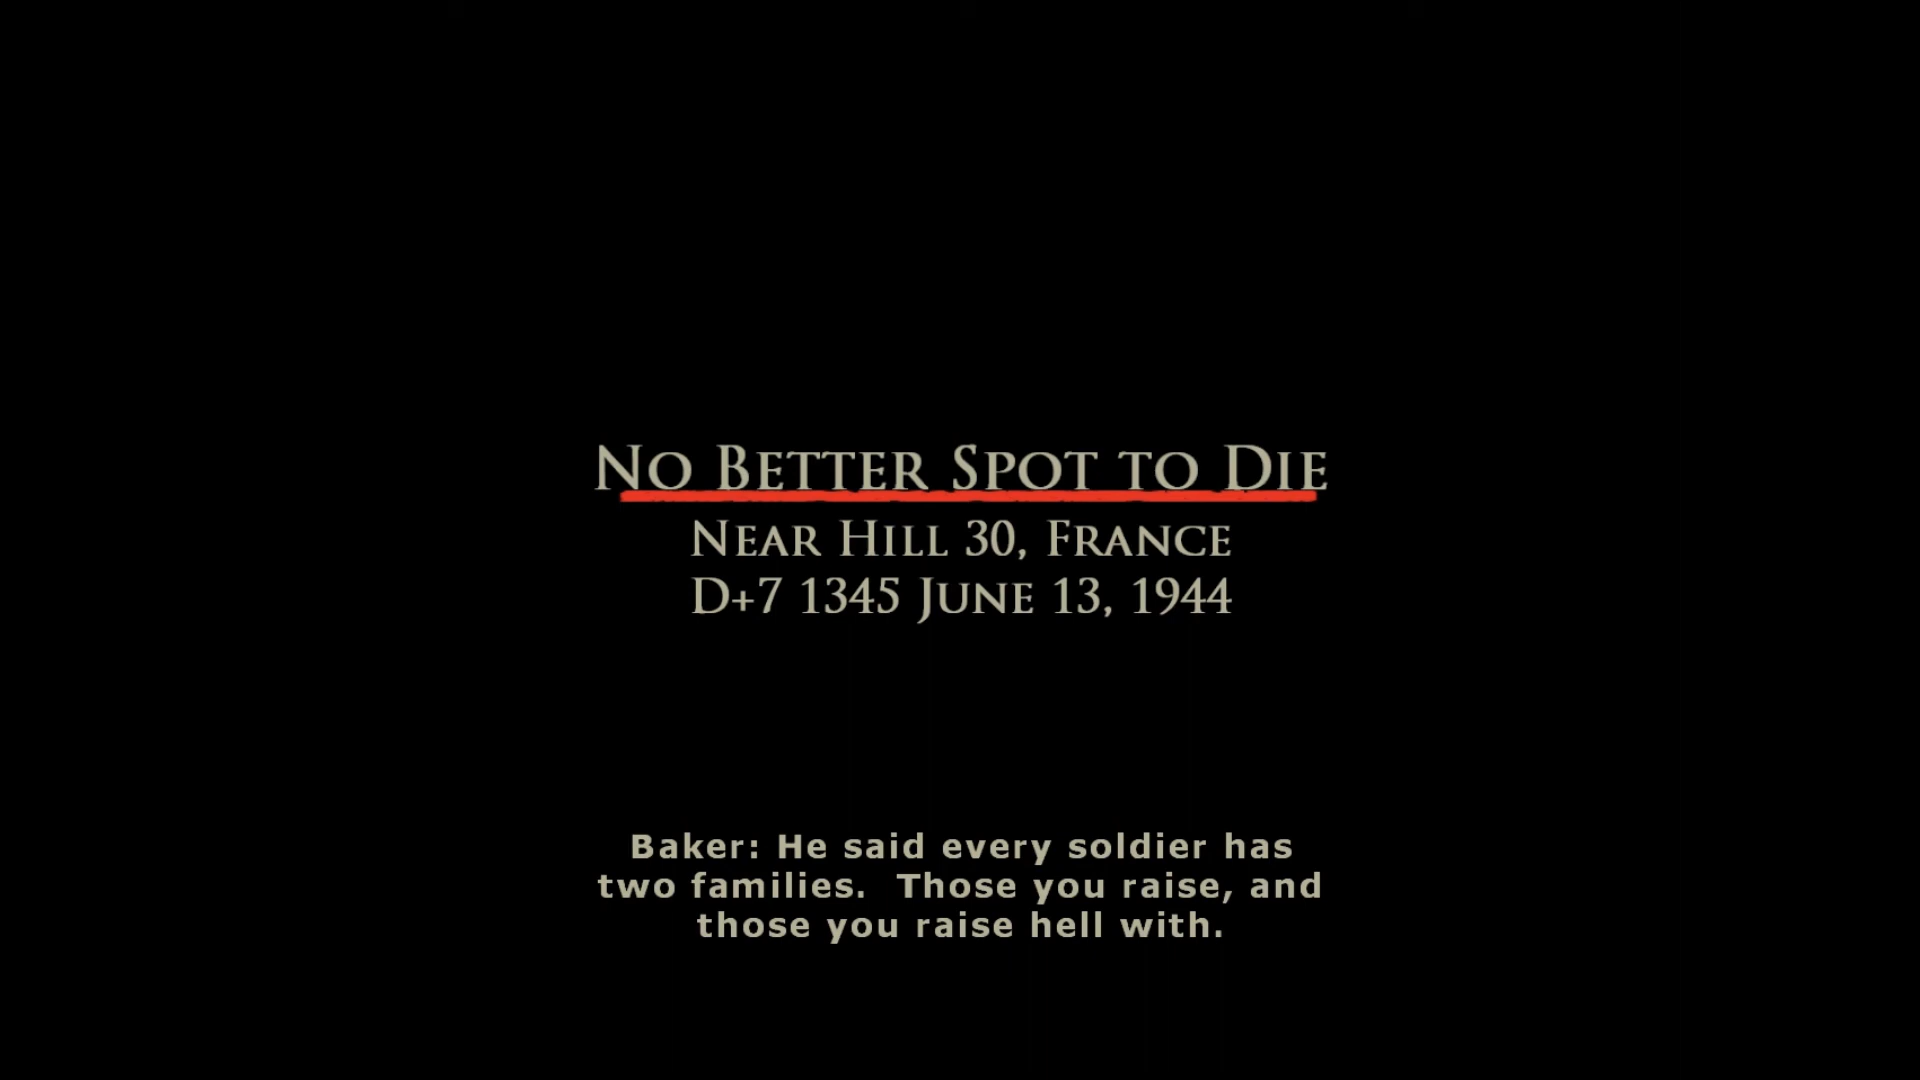 No Better Spot to Die
Near Hill 30, France
D+7 1345 June 13, 1944
Baker: He said every soldier has
two families.  Those you raise, and
those you raise hell with.